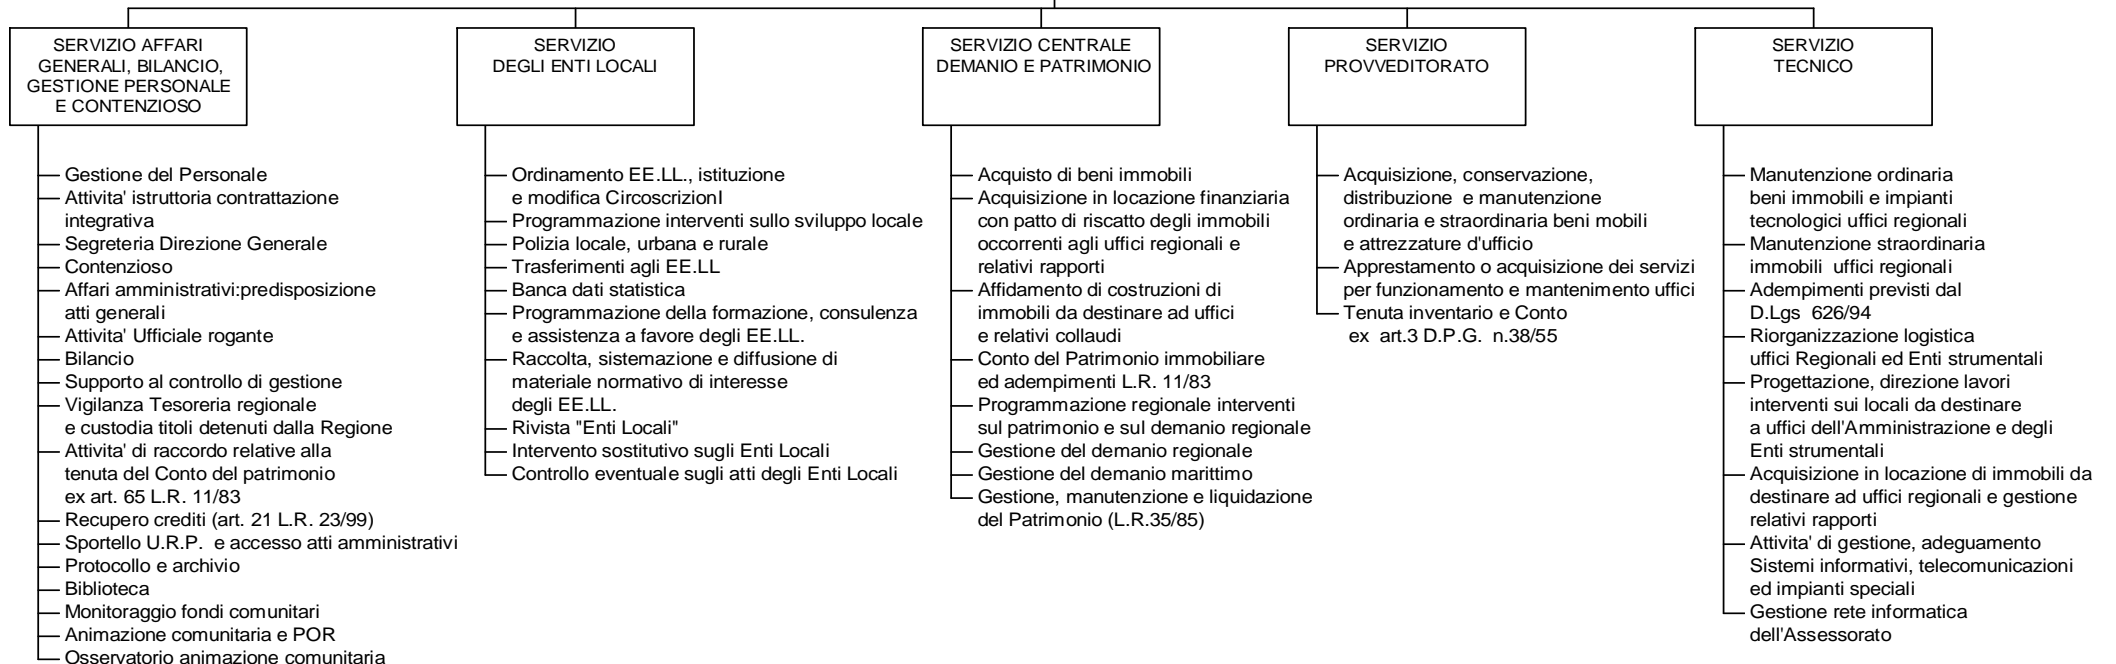 SERVIZIO AFFARI
GENERALI, BILANCIO,
GESTIONE PERSONALE
E CONTENZIOSO
Gestione del Personale
Attivita' istruttoria contrattazione
integrativa
Segreteria Direzione Generale
Contenzioso
Affari amministrativi:predisposizione
atti generali
Attivita' Ufficiale rogante
Bilancio
Supporto al controllo di gestione
Vigilanza Tesoreria regionale
e custodia titoli detenuti dalla Regione
Attivita' di raccordo relative alla
tenuta del Conto del patrimonio
ex art. 65 L.R. 11/83
Recupero crediti (art. 21 L.R. 23/99)
Sportello U.R.P. e accesso atti amministrativi
Protocollo e archivio
Biblioteca
Monitoraggio fondi comunitari
Animazione comunitaria e POR
Osservatorio animazione comunitaria
SERVIZIO
DEGLI ENTI LOCALI
Ordinamento EE.LL., istituzione
e modifica CircoscrizionI
Programmazione interventi sullo sviluppo locale
Polizia locale, urbana e rurale
Trasferimenti agli EE.LL
Banca dati statistica
Programmazione della formazione, consulenza
e assistenza a favore degli EE.LL.
Raccolta, sistemazione e diffusione di
materiale normativo di interesse
degli EE.LL.
Rivista "Enti Locali"
Intervento sostitutivo sugli Enti Locali
Controllo eventuale sugli atti degli Enti Locali
SERVIZIO CENTRALE
DEMANIO E PATRIMONIO
Acquisto di beni immobili
Acquisizione in locazione finanziaria
con patto di riscatto degli immobili
occorrenti agli uffici regionali e
relativi rapporti
Affidamento di costruzioni di
immobili da destinare ad uffici
e relativi collaudi
Conto del Patrimonio immobiliare
ed adempimenti L.R. 11/83
Programmazione regionale interventi
sul patrimonio e sul demanio regionale
Gestione del demanio regionale
Gestione del demanio marittimo
Gestione, manutenzione e liquidazione
del Patrimonio (L.R.35/85)
SERVIZIO
PROVVEDITORATO
Acquisizione, conservazione,
distribuzione e manutenzione
ordinaria e straordinaria beni mobili
e attrezzature d'ufficio
Apprestamento o acquisizione dei servizi
per funzionamento e mantenimento uffici
Tenuta inventario e Conto
ex art.3 D.P.G. n.38/55
SERVIZIO
TECNICO
Manutenzione ordinaria
beni immobili e impianti
tecnologici uffici regionali
Manutenzione straordinaria
immobili uffici regionali
Adempimenti previsti dal
D.Lgs 626/94
Riorganizzazione logistica
uffici Regionali ed Enti strumentali
Progettazione, direzione lavori
interventi sui locali da destinare
a uffici dell'Amministrazione e degli
Enti strumentali
Acquisizione in locazione di immobili da
destinare ad uffici regionali e gestione
relativi rapporti
Attivita' di gestione, adeguamento
Sistemi informativi, telecomunicazioni
ed impianti speciali
Gestione rete informatica
dell'Assessorato